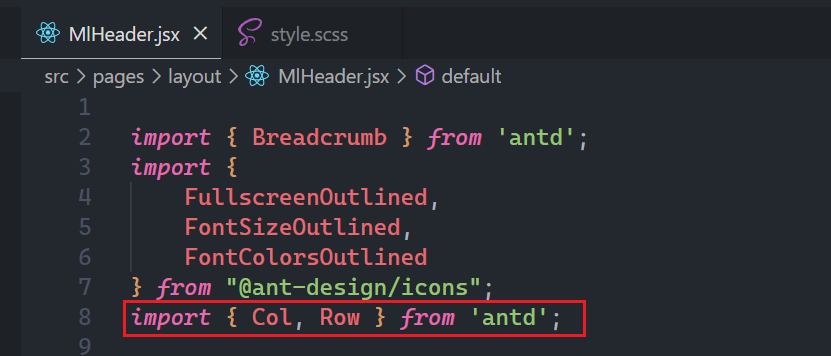 MlHeader.jsx ×
style.scss
src > pages > layout > MlHeader.jsx > default
1
2 import { Breadcrumb } from 'antd';
3 import {
4     FullscreenOutlined,
5     FontSizeOutlined,
6     FontColorsOutlined
7 } from "@ant-design/icons";
8 import { Col, Row } from 'antd';
9